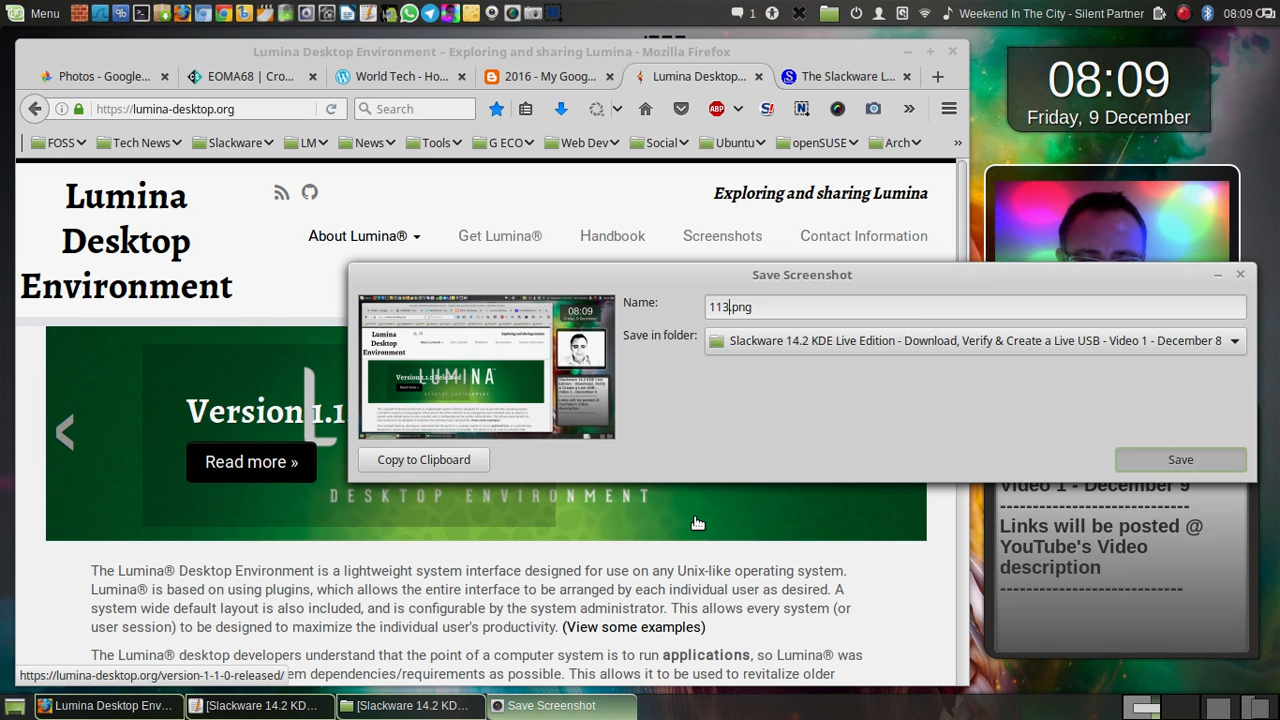 Menu
1
Weekend In The City - Silent Partner
08:09
Lumina Desktop Environment – Exploring and sharing Lumina - Mozilla Firefox
Photos - Google...
EOMA68 | Cro...
World Tech - Ho...
2016 - My Goog...
Lumina Desktop...
The Slackware L...
https://lumina-desktop.org
Search
ABP
FOSS
Tech News
Slackware
LM
News
Tools
G ECO
Web Dev
Social
Ubuntu
openSUSE
Arch
»
08:09
Friday, 9 December
Lumina
Desktop
Environment
Exploring and sharing Lumina
About Lumina®
Get Lumina®
Handbook
Screenshots
Contact Information
Version 1.1
Read more »
DESKTOP ENVIRONMENT
Save Screenshot
Name:
113.png
Save in folder:
Slackware 14.2 KDE Live Edition - Download, Verify & Create a Live USB - Video 1 - December 8
Copy to Clipboard
Save
08:09
Lumina
Desktop
Environment
LUMINA
Video 1 - December 9
----------------------------
Links will be posted @
YouTube's Video
description
---------------------------
The Lumina® Desktop Environment is a lightweight system interface designed for use on any Unix-like operating system.
Lumina® is based on using plugins, which allows the entire interface to be arranged by each individual user as desired. A
system wide default layout is also included, and is configurable by the system administrator. This allows every system (or
user session) to be designed to maximize the individual user's productivity. (View some examples)
The Lumina® desktop developers understand that the point of a computer system is to run applications, so Lumina® was
em dependencies/requirements as possible. This allows it to be used to revitalize older
https://lumina-desktop.org/version-1-1-0-released/
Lumina Desktop Env...
[Slackware 14.2 KD...
[Slackware 14.2 KD...
Save Screenshot